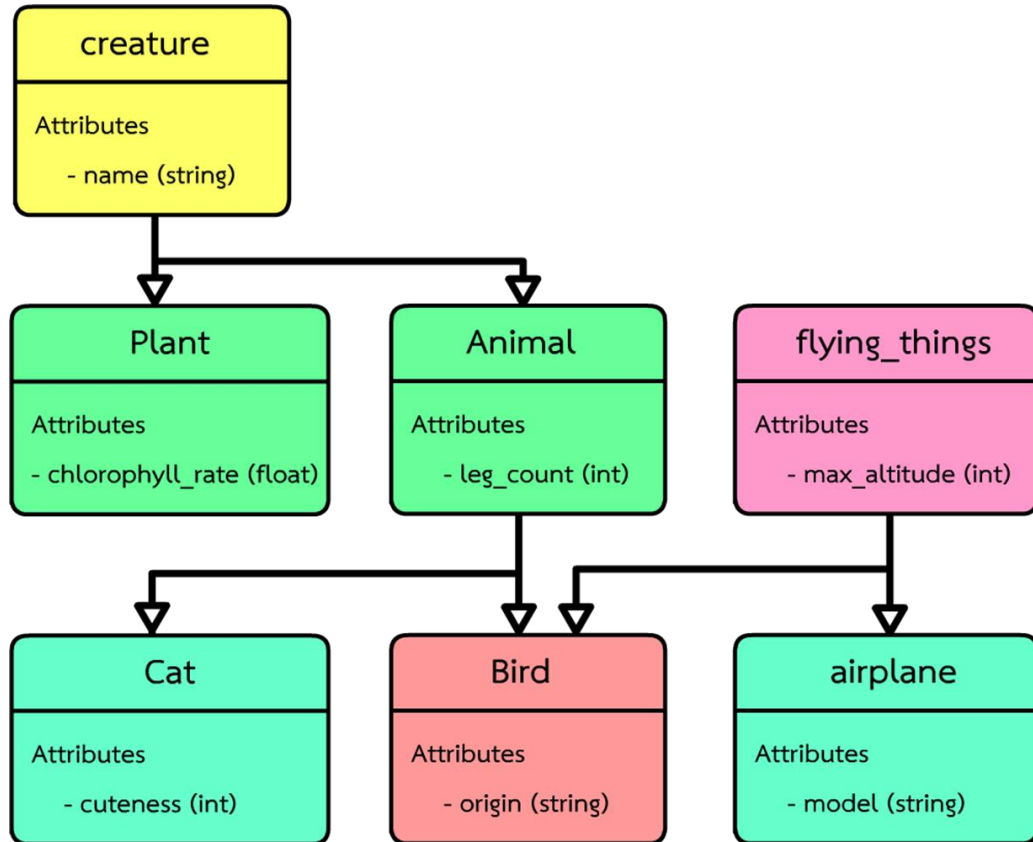 creature
Attributes
- name (string)
Plant
Attributes
- chlorophyll_rate (float)
Animal
Attributes
- leg_count (int)
flying_things
Attributes
- max_altitude (int)
Cat
Attributes
- cuteness (int)
Bird
Attributes
- origin (string)
airplane
Attributes
- model (string)